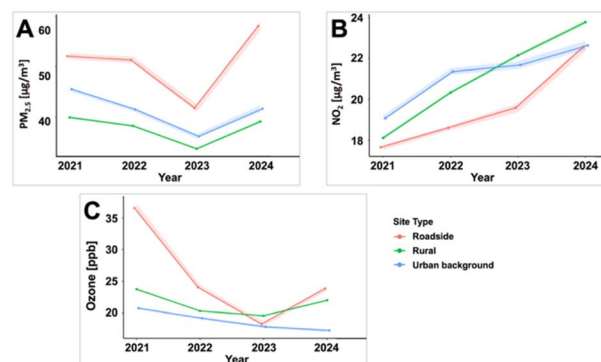 A
PM2.5 [µg/m³]
60
50
40
2021 2022 2023 2024
Year
B
NO2 [µg/m³]
24
22
20
18
2021 2022 2023 2024
Year
C
Ozone [ppb]
35
30
25
20
2021 2022 2023 2024
Year
Site Type
Roadside
Rural
Urban background